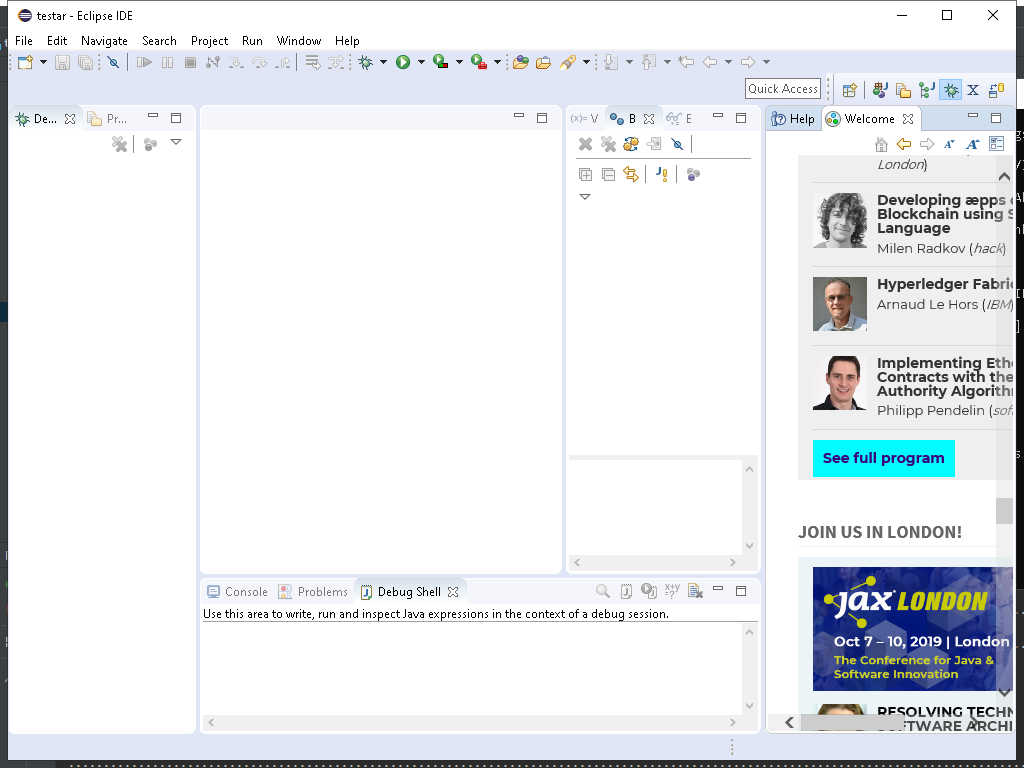 testar - Eclipse IDE
File Edit Navigate Search Project Run Window Help
Quick Access
De... Pr...
(x)= V B E
Help Welcome
London)
Developing æpps
Blockchain using S
Language
Milen Radkov (hack)
Hyperledger Fabri
Arnaud Le Hors (IBM)
Implementing Eth
Contracts with the
Authority Algorith
Philipp Pendelin (sof
See full program
JOIN US IN LONDON!
jax LONDON
Oct 7 – 10, 2019 | London
The Conference for Java &
Software Innovation
RESOLVING TECHN
SOFTWARE ARCHI
Console Problems Debug Shell
Use this area to write, run and inspect Java expressions in the context of a debug session.